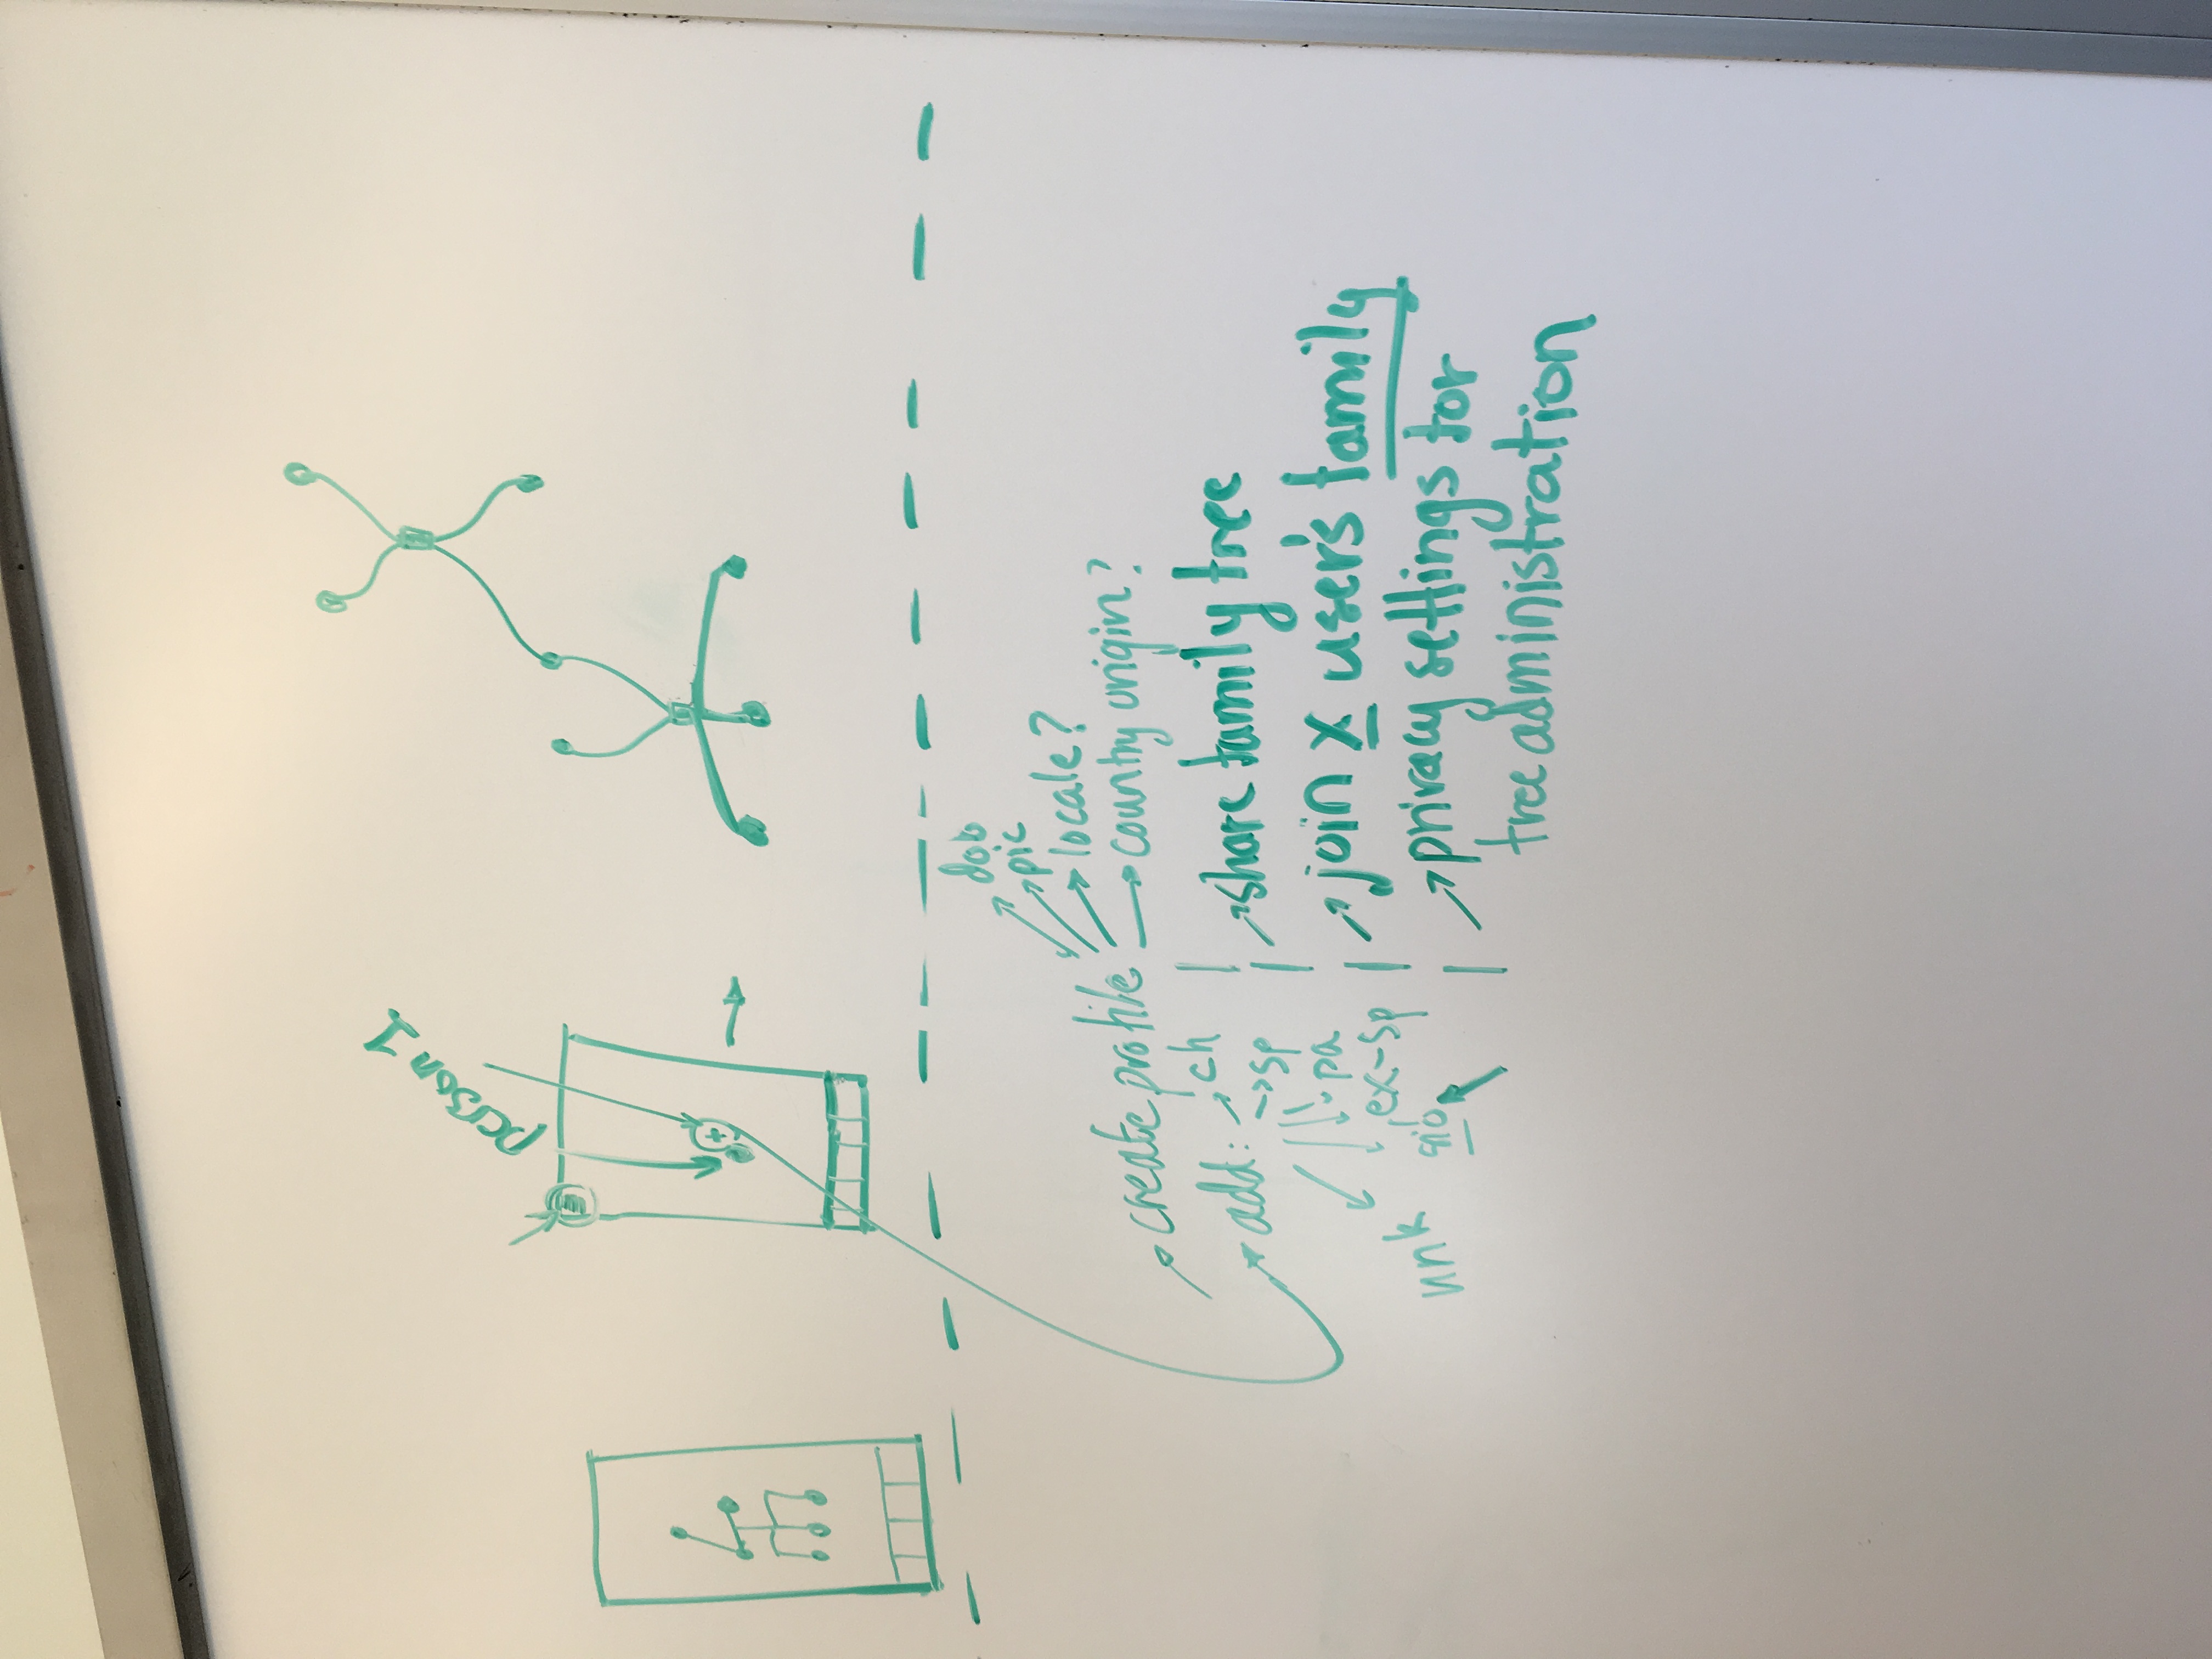 person 1
+
dob
pic
locale?
country origin?
create profile
add:
ch
sp
pa
ex-sp
unk
share family tree
join x user's family
privacy settings for
tree administration